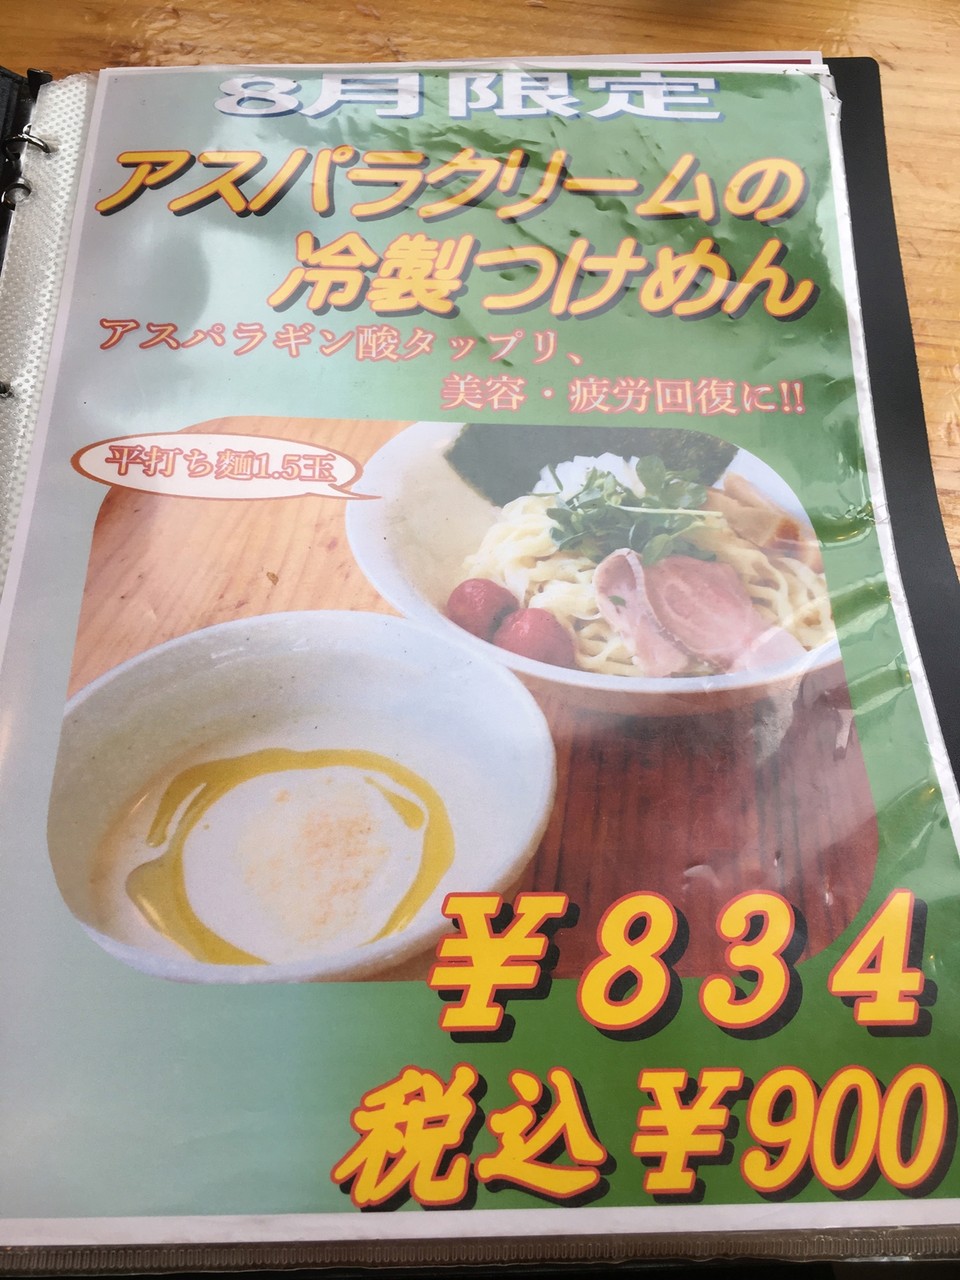 8月限定
アスパラクリームの
冷製つけめん
アスパラギン酸タップリ、
美容・疲労回復に!!
平打ち麵1.5玉
￥834
税込￥900